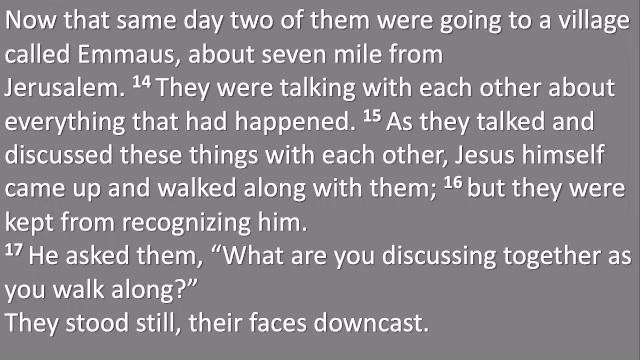 Now that same day two of them were going to a village
called Emmaus, about seven mile from
Jerusalem. 14 They were talking with each other about
everything that had happened. 15 As they talked and
discussed these things with each other, Jesus himself
came up and walked along with them; 16 but they were
kept from recognizing him.
17 He asked them, “What are you discussing together as
you walk along?”
They stood still, their faces downcast.